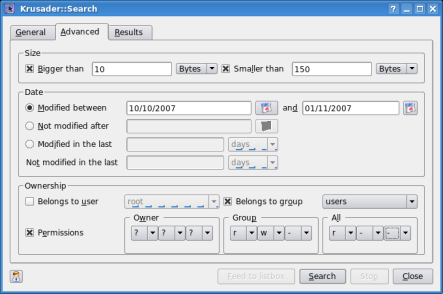 Krusader::Search
General Advanced Results
Size
Bigger than 10 Bytes Smaller than 150 Bytes
Date
Modified between 10/10/2007 and 01/11/2007
Not modified after
Modified in the last days
Not modified in the last days
Ownership
Belongs to user root Belongs to group users
Owner Group All
Permissions ? ? ? r w - r - -
Feed to listbox Search Stop Close